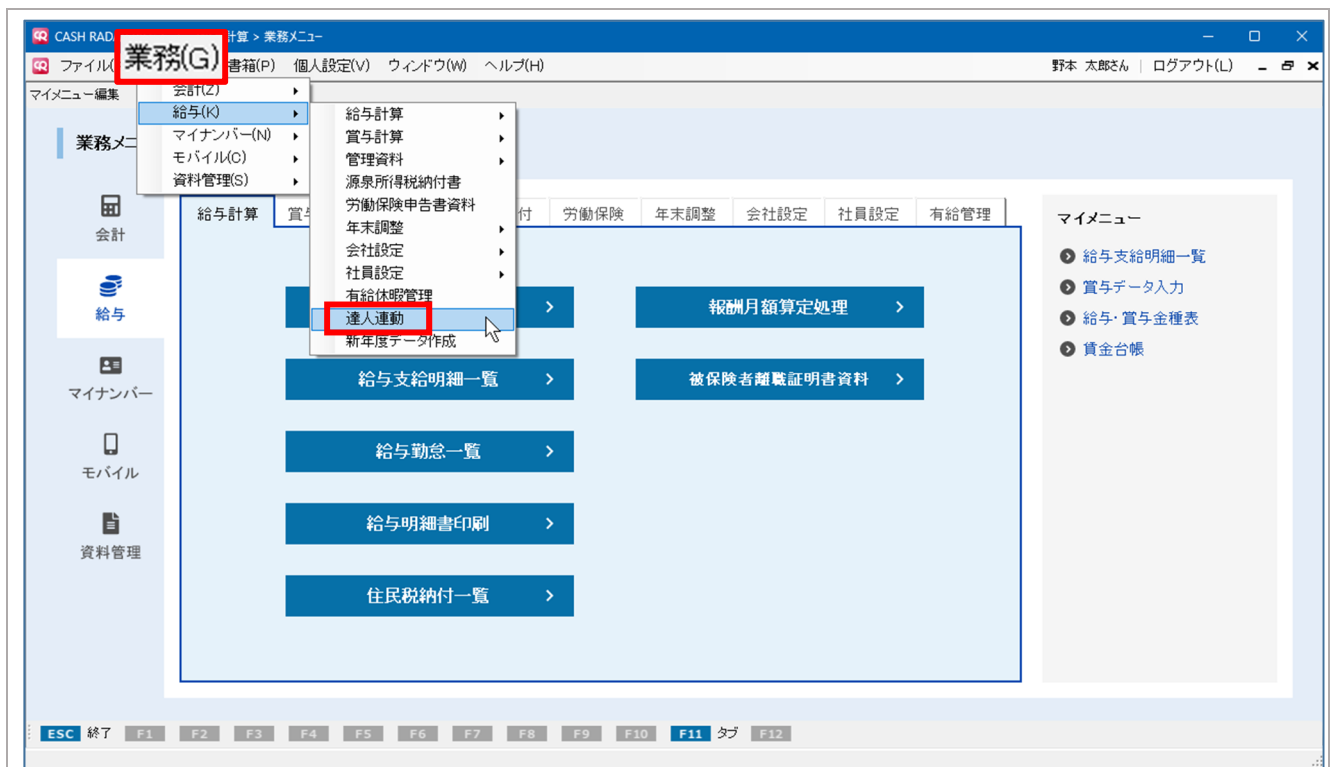 CASH RAD 計算 > 業務メニュー
ファイル( 業務(G) 書箱(P) 個人設定(V) ウィンドウ(W) ヘルプ(H) 野本 太郎さん | ログアウト(L)
マイメニュー編集
会計(Z)
給与(K)
マイナンバー(N)
モバイル(C)
資料管理(S)
給与計算
賞与計算
管理資料
源泉所得税納付書
労働保険申告書資料
年末調整
会社設定
社員設定
有給休暇管理
達人連動
新年度データ作成
業務メニ
会計
給与
マイナンバー
モバイル
資料管理
給与計算 賞与 付 労働保険 年末調整 会社設定 社員設定 有給管理
報酬月額算定処理
給与支給明細一覧 被保険者離職証明書資料
給与勤怠一覧
給与明細書印刷
住民税納付一覧
マイメニュー
給与支給明細一覧
賞与データ入力
給与・賞与金種表
賃金台帳
ESC 終了 F1 F2 F3 F4 F5 F6 F7 F8 F9 F10 F11 タブ F12